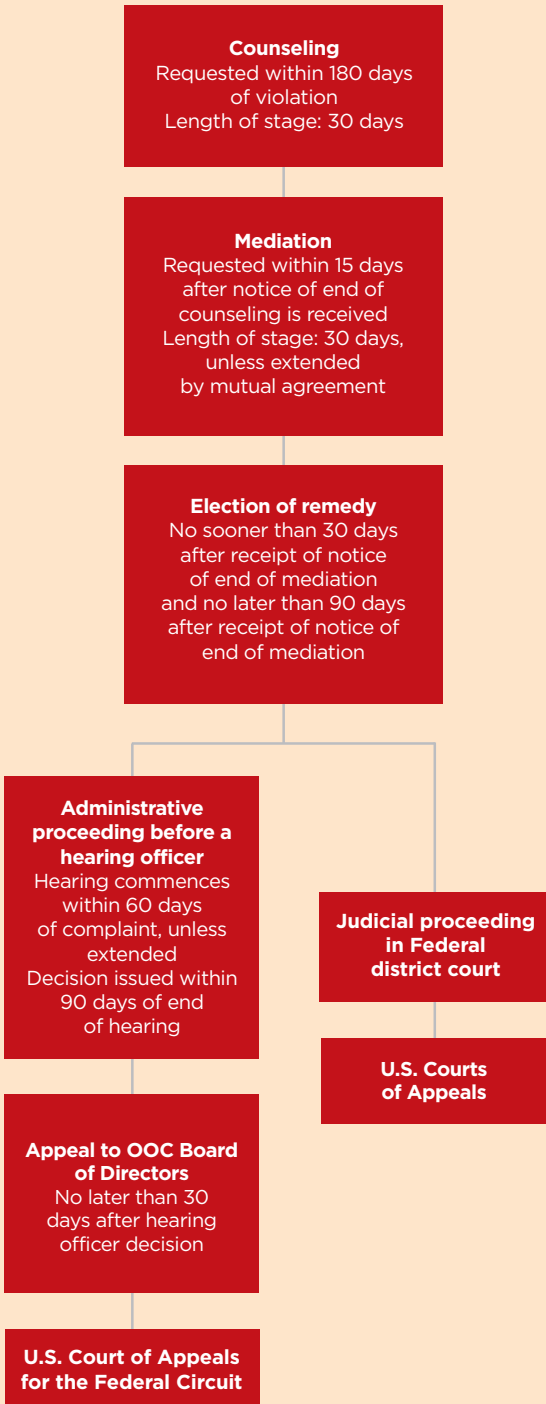 Counseling
Requested within 180 days
of violation
Length of stage: 30 days
Mediation
Requested within 15 days
after notice of end of
counseling is received
Length of stage: 30 days,
unless extended
by mutual agreement
Election of remedy
No sooner than 30 days
after receipt of notice
of end of mediation
and no later than 90 days
after receipt of notice of
end of mediation
Administrative
proceeding before a
hearing officer
Hearing commences
within 60 days
of complaint, unless
extended
Decision issued within
90 days of end
of hearing
Appeal to OOC Board
of Directors
No later than 30
days after hearing
officer decision
U.S. Court of Appeals
for the Federal Circuit
Judicial proceeding
in Federal
district court
U.S. Courts
of Appeals